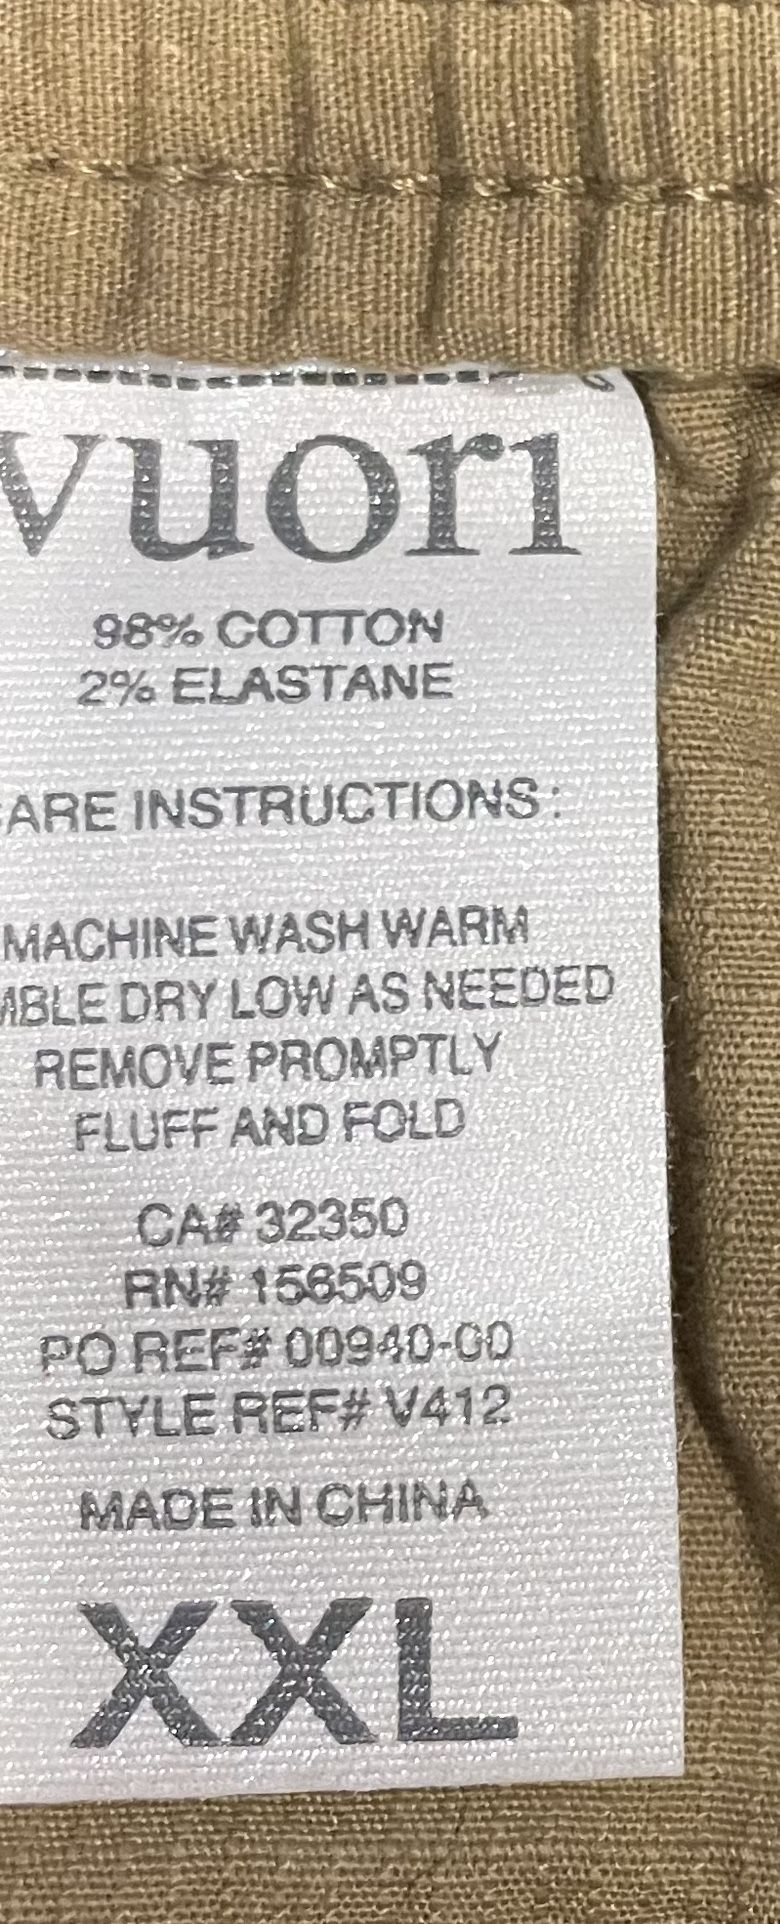 vuori
98% COTTON
2% ELASTANE
ARE INSTRUCTIONS:
MACHINE WASH WARM
MBLE DRY LOW AS NEEDED
REMOVE PROMPTLY
FLUFF AND FOLD
CA# 32350
RN# 156509
PO REF# 00940-00
STYLE REF# V412
MADE IN CHINA
XXL